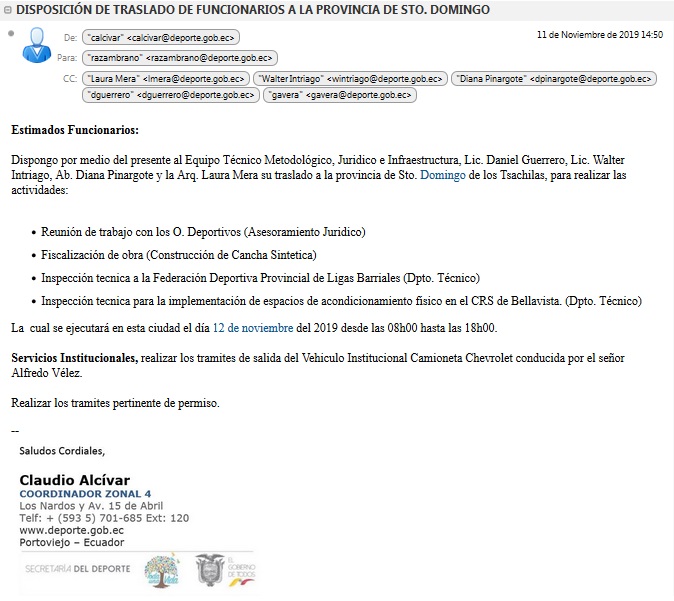 DISPOSICIÓN DE TRASLADO DE FUNCIONARIOS A LA PROVINCIA DE STO. DOMINGO
De: "calcivar" <calcivar@deporte.gob.ec> 11 de Noviembre de 2019 14:50
Para: "razambrano" <razambrano@deporte.gob.ec>
CC: "Laura Mera" <lmera@deporte.gob.ec> "Walter Intriago" <wintriago@deporte.gob.ec> "Diana Pinargote" <dpinargote@deporte.gob.ec>
"dguerrero" <dguerrero@deporte.gob.ec> "gavera" <gavera@deporte.gob.ec>
Estimados Funcionarios:
Dispongo por medio del presente al Equipo Técnico Metodológico, Juridico e Infraestructura, Lic. Daniel Guerrero, Lic. Walter
Intriago, Ab. Diana Pinargote y la Arq. Laura Mera su traslado a la provincia de Sto. Domingo de los Tsachilas, para realizar las
actividades:
• Reunión de trabajo con los O. Deportivos (Asesoramiento Juridico)
• Fiscalización de obra (Construcción de Cancha Sintetica)
• Inspección tecnica a la Federación Deportiva Provincial de Ligas Barriales (Dpto. Técnico)
• Inspección tecnica para la implementación de espacios de acondicionamiento físico en el CRS de Bellavista. (Dpto. Técnico)
La cual se ejecutará en esta ciudad el día 12 de noviembre del 2019 desde las 08h00 hasta las 18h00.
Servicios Institucionales, realizar los tramites de salida del Vehiculo Institucional Camioneta Chevrolet conducida por el señor
Alfredo Vélez.
Realizar los tramites pertinente de permiso.
--
Saludos Cordiales,
Claudio Alcívar
COORDINADOR ZONAL 4
Los Nardos y Av. 15 de Abril
Telf: + (593 5) 701-685 Ext: 120
www.deporte.gob.ec
Portoviejo – Ecuador
SECRETARÍA DEL DEPORTE
EL
GOBIERNO
DE TODOS